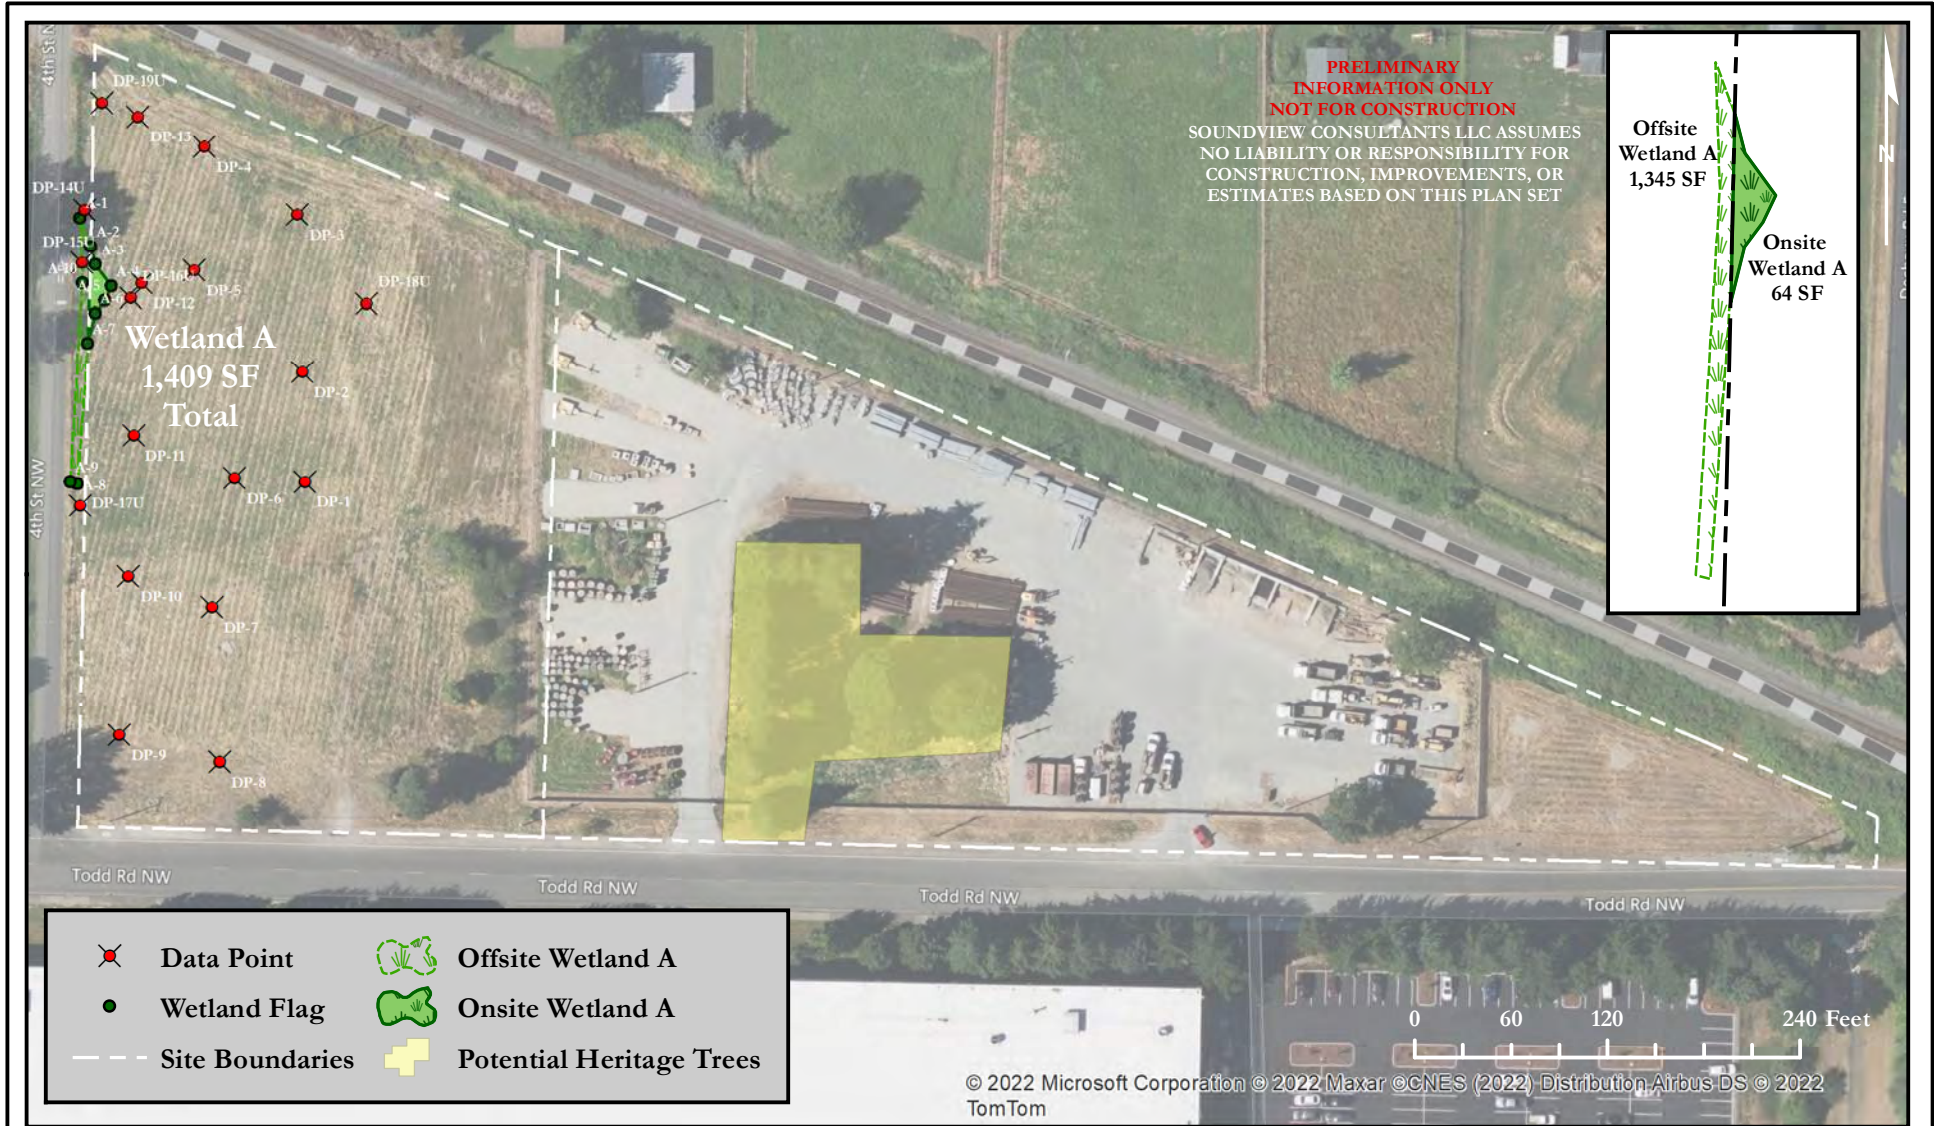 PRELIMINARY
INFORMATION ONLY
NOT FOR CONSTRUCTION
SOUNDVIEW CONSULTANTS LLC ASSUMES
NO LIABILITY OR RESPONSIBILITY FOR
CONSTRUCTION, IMPROVEMENTS, OR
ESTIMATES BASED ON THIS PLAN SET
Offsite
Wetland A
1,345 SF
Onsite
Wetland A
64 SF
N
4th St N
DP-19U
DP-13
DP-4
DP-14U
A-1
DP-3
A-2
DP-15U
A-3
A-10
A-4
DP-16U
DP-5
A-5
A-6
DP-12
DP-18U
A-7
Wetland A
1,409 SF
Total
DP-2
DP-11
A-9
A-8
DP-6
DP-1
DP-17U
4th St NW
DP-10
DP-7
DP-9
DP-8
Todd Rd NW
Todd Rd NW
Todd Rd NW
Todd Rd NW
Data Point
Offsite Wetland A
Wetland Flag
Onsite Wetland A
Site Boundaries
Potential Heritage Trees
0 60 120 240 Feet
© 2022 Microsoft Corporation © 2022 Maxar ©CNES (2022) Distribution Airbus DS © 2022
TomTom